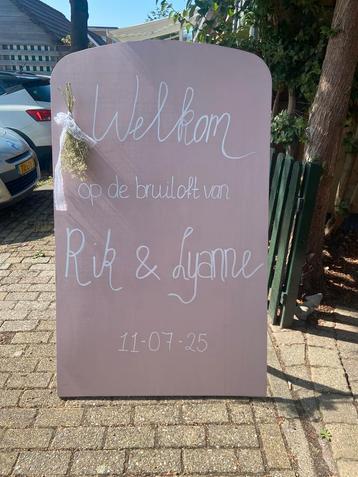 Welkom
op de bruiloft van
Rik & Lyanne
11-07-25